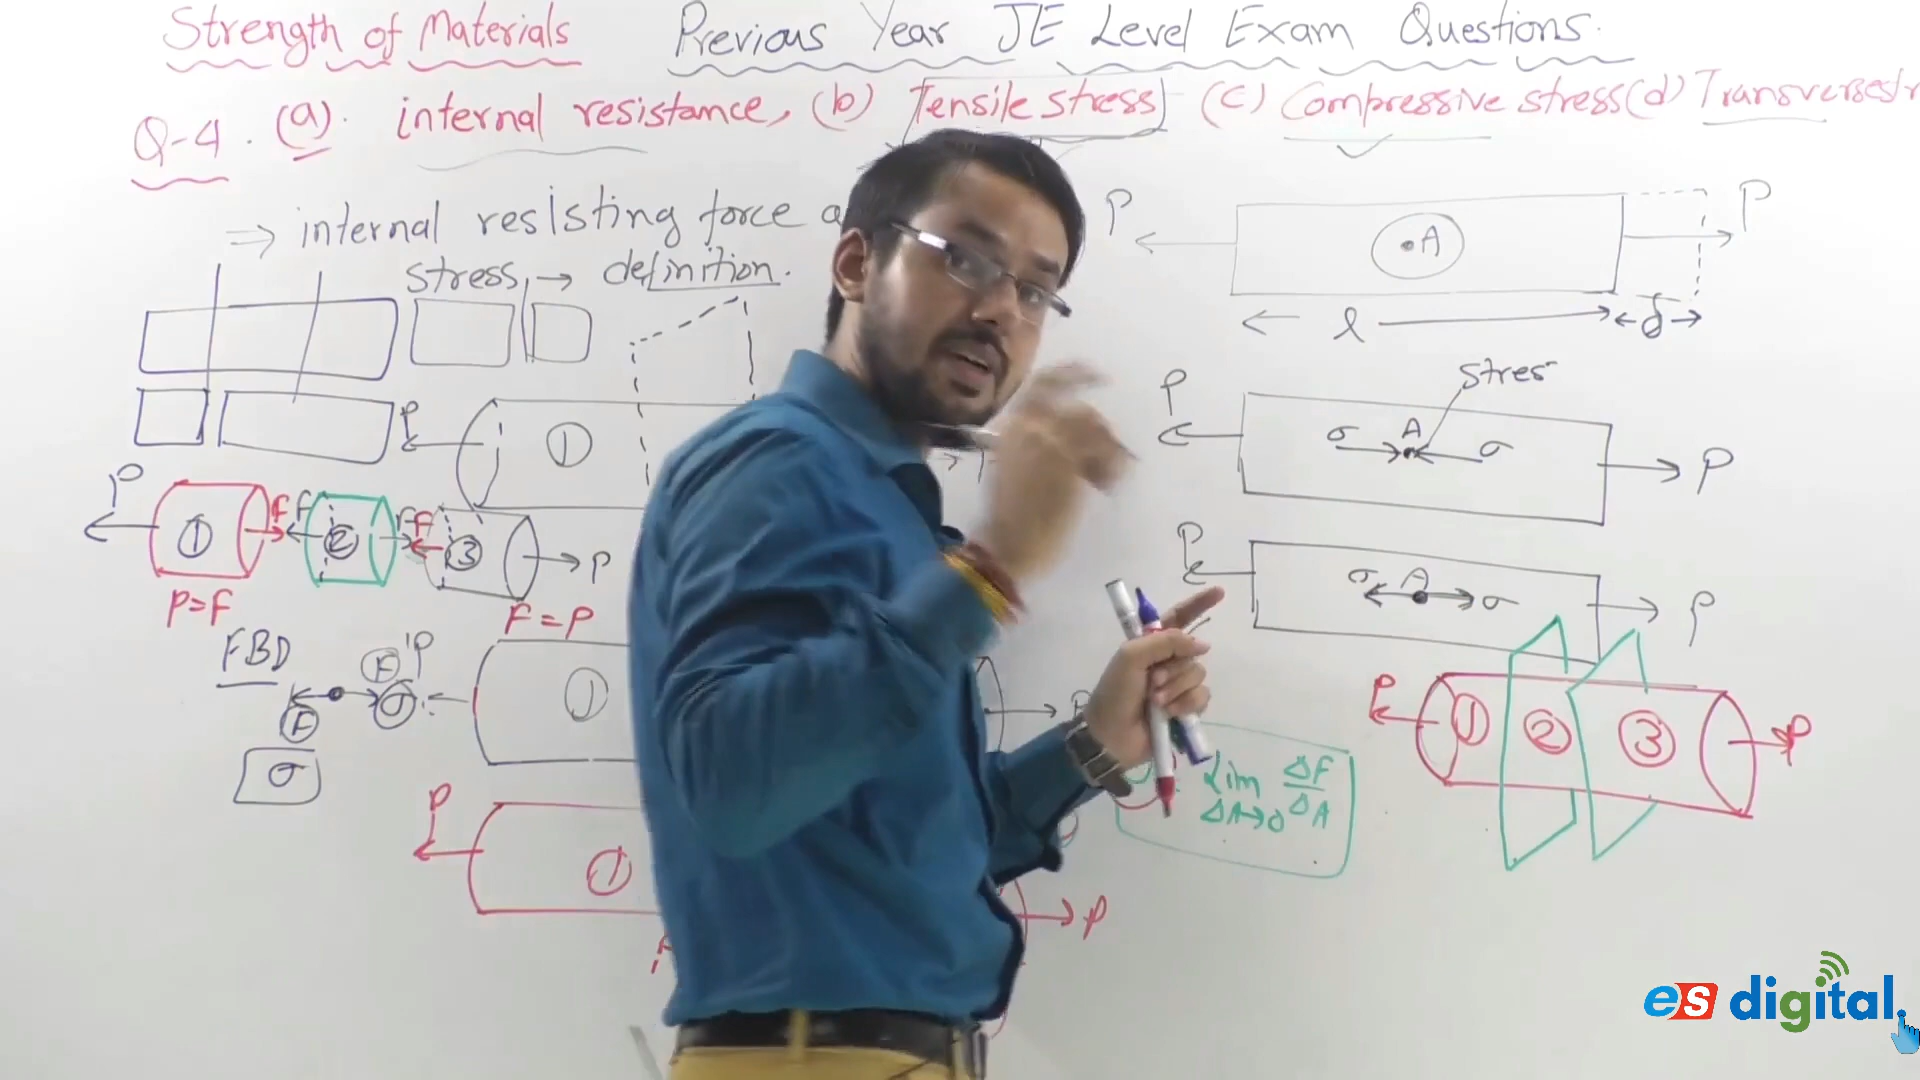 Strength of Materials Previous Year JE Level Exam Questions.
Q-4. (a). internal resistance, (b) Tensile stress (c) Compressive stress (d) Transverse
⇒ internal resisting force
stress → definition.
P •A P
l δ
P stres
σ A σ P
P ① P
P ① F F ② F F ③ P
P=F F=P
P σ A σ P
FBD F P
F σ
σ
①
P ① ② ③ P
P ① P
Lim ΔF
ΔA→0 ΔA
es digital.